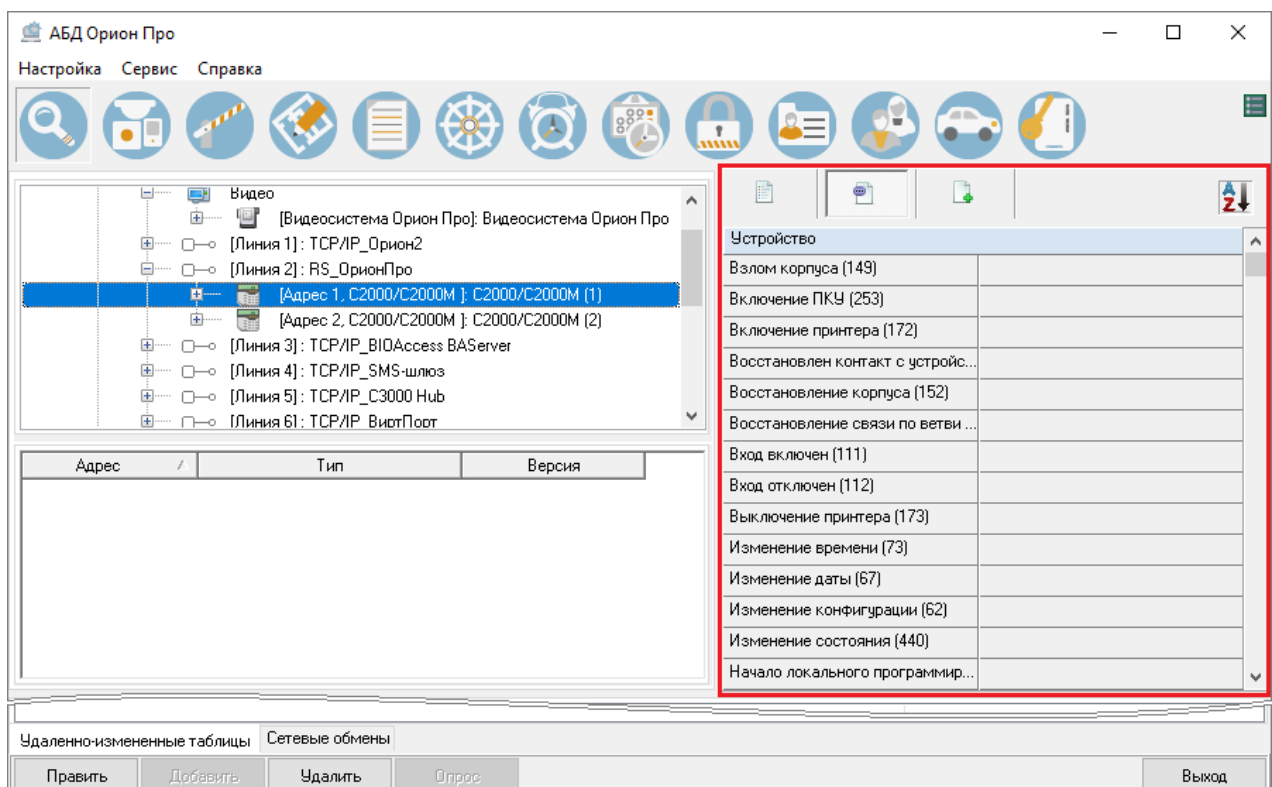 АБД Орион Про
Настройка Сервис Справка
Видео
[Видеосистема Орион Про]: Видеосистема Орион Про
[Линия 1] : TCP/IP_Орион2
[Линия 2] : RS_ОрионПро
[Адрес 1, С2000/С2000М ]: С2000/С2000М (1)
[Адрес 2, С2000/С2000М ]: С2000/С2000М (2)
[Линия 3] : TCP/IP_BIOAccess BAServer
[Линия 4] : TCP/IP_SMS-шлюз
[Линия 5] : TCP/IP_C3000 Hub
[Линия 6] : TCP/IP_ВиртПорт
Адрес Тип Версия
Устройство
Взлом корпуса (149)
Включение ПКУ (253)
Включение принтера (172)
Восстановлен контакт с устройс...
Восстановление корпуса (152)
Восстановление связи по ветви ...
Вход включен (111)
Вход отключен (112)
Выключение принтера (173)
Изменение времени (73)
Изменение даты (67)
Изменение конфигурации (62)
Изменение состояния (440)
Начало локального программир...
Удаленно-измененные таблицы Сетевые обмены
Править Добавить Удалить Опрос Выход